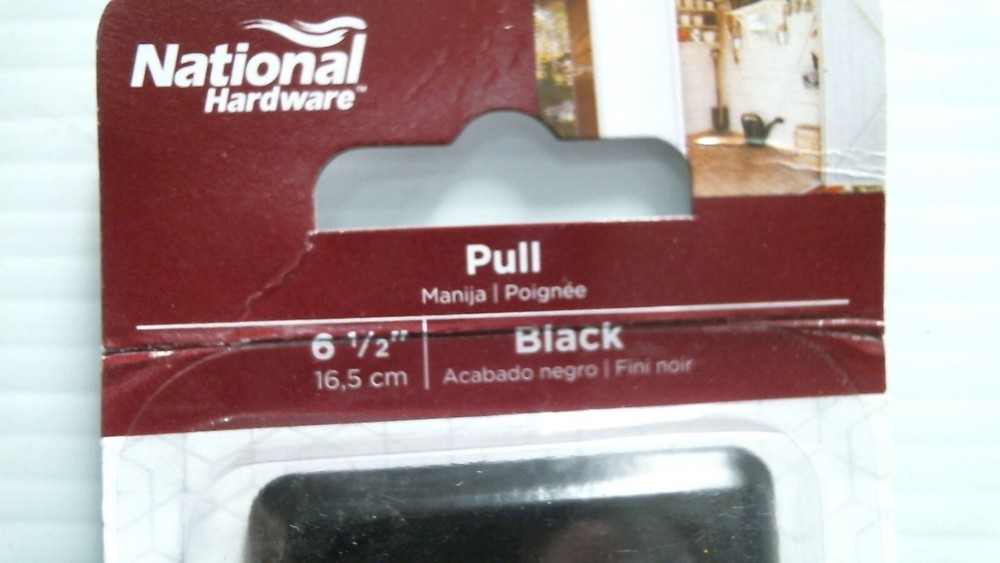 National
Hardware™
Pull
Manija | Poignée
6 1/2"
16,5 cm
Black
Acabado negro | Fini noir